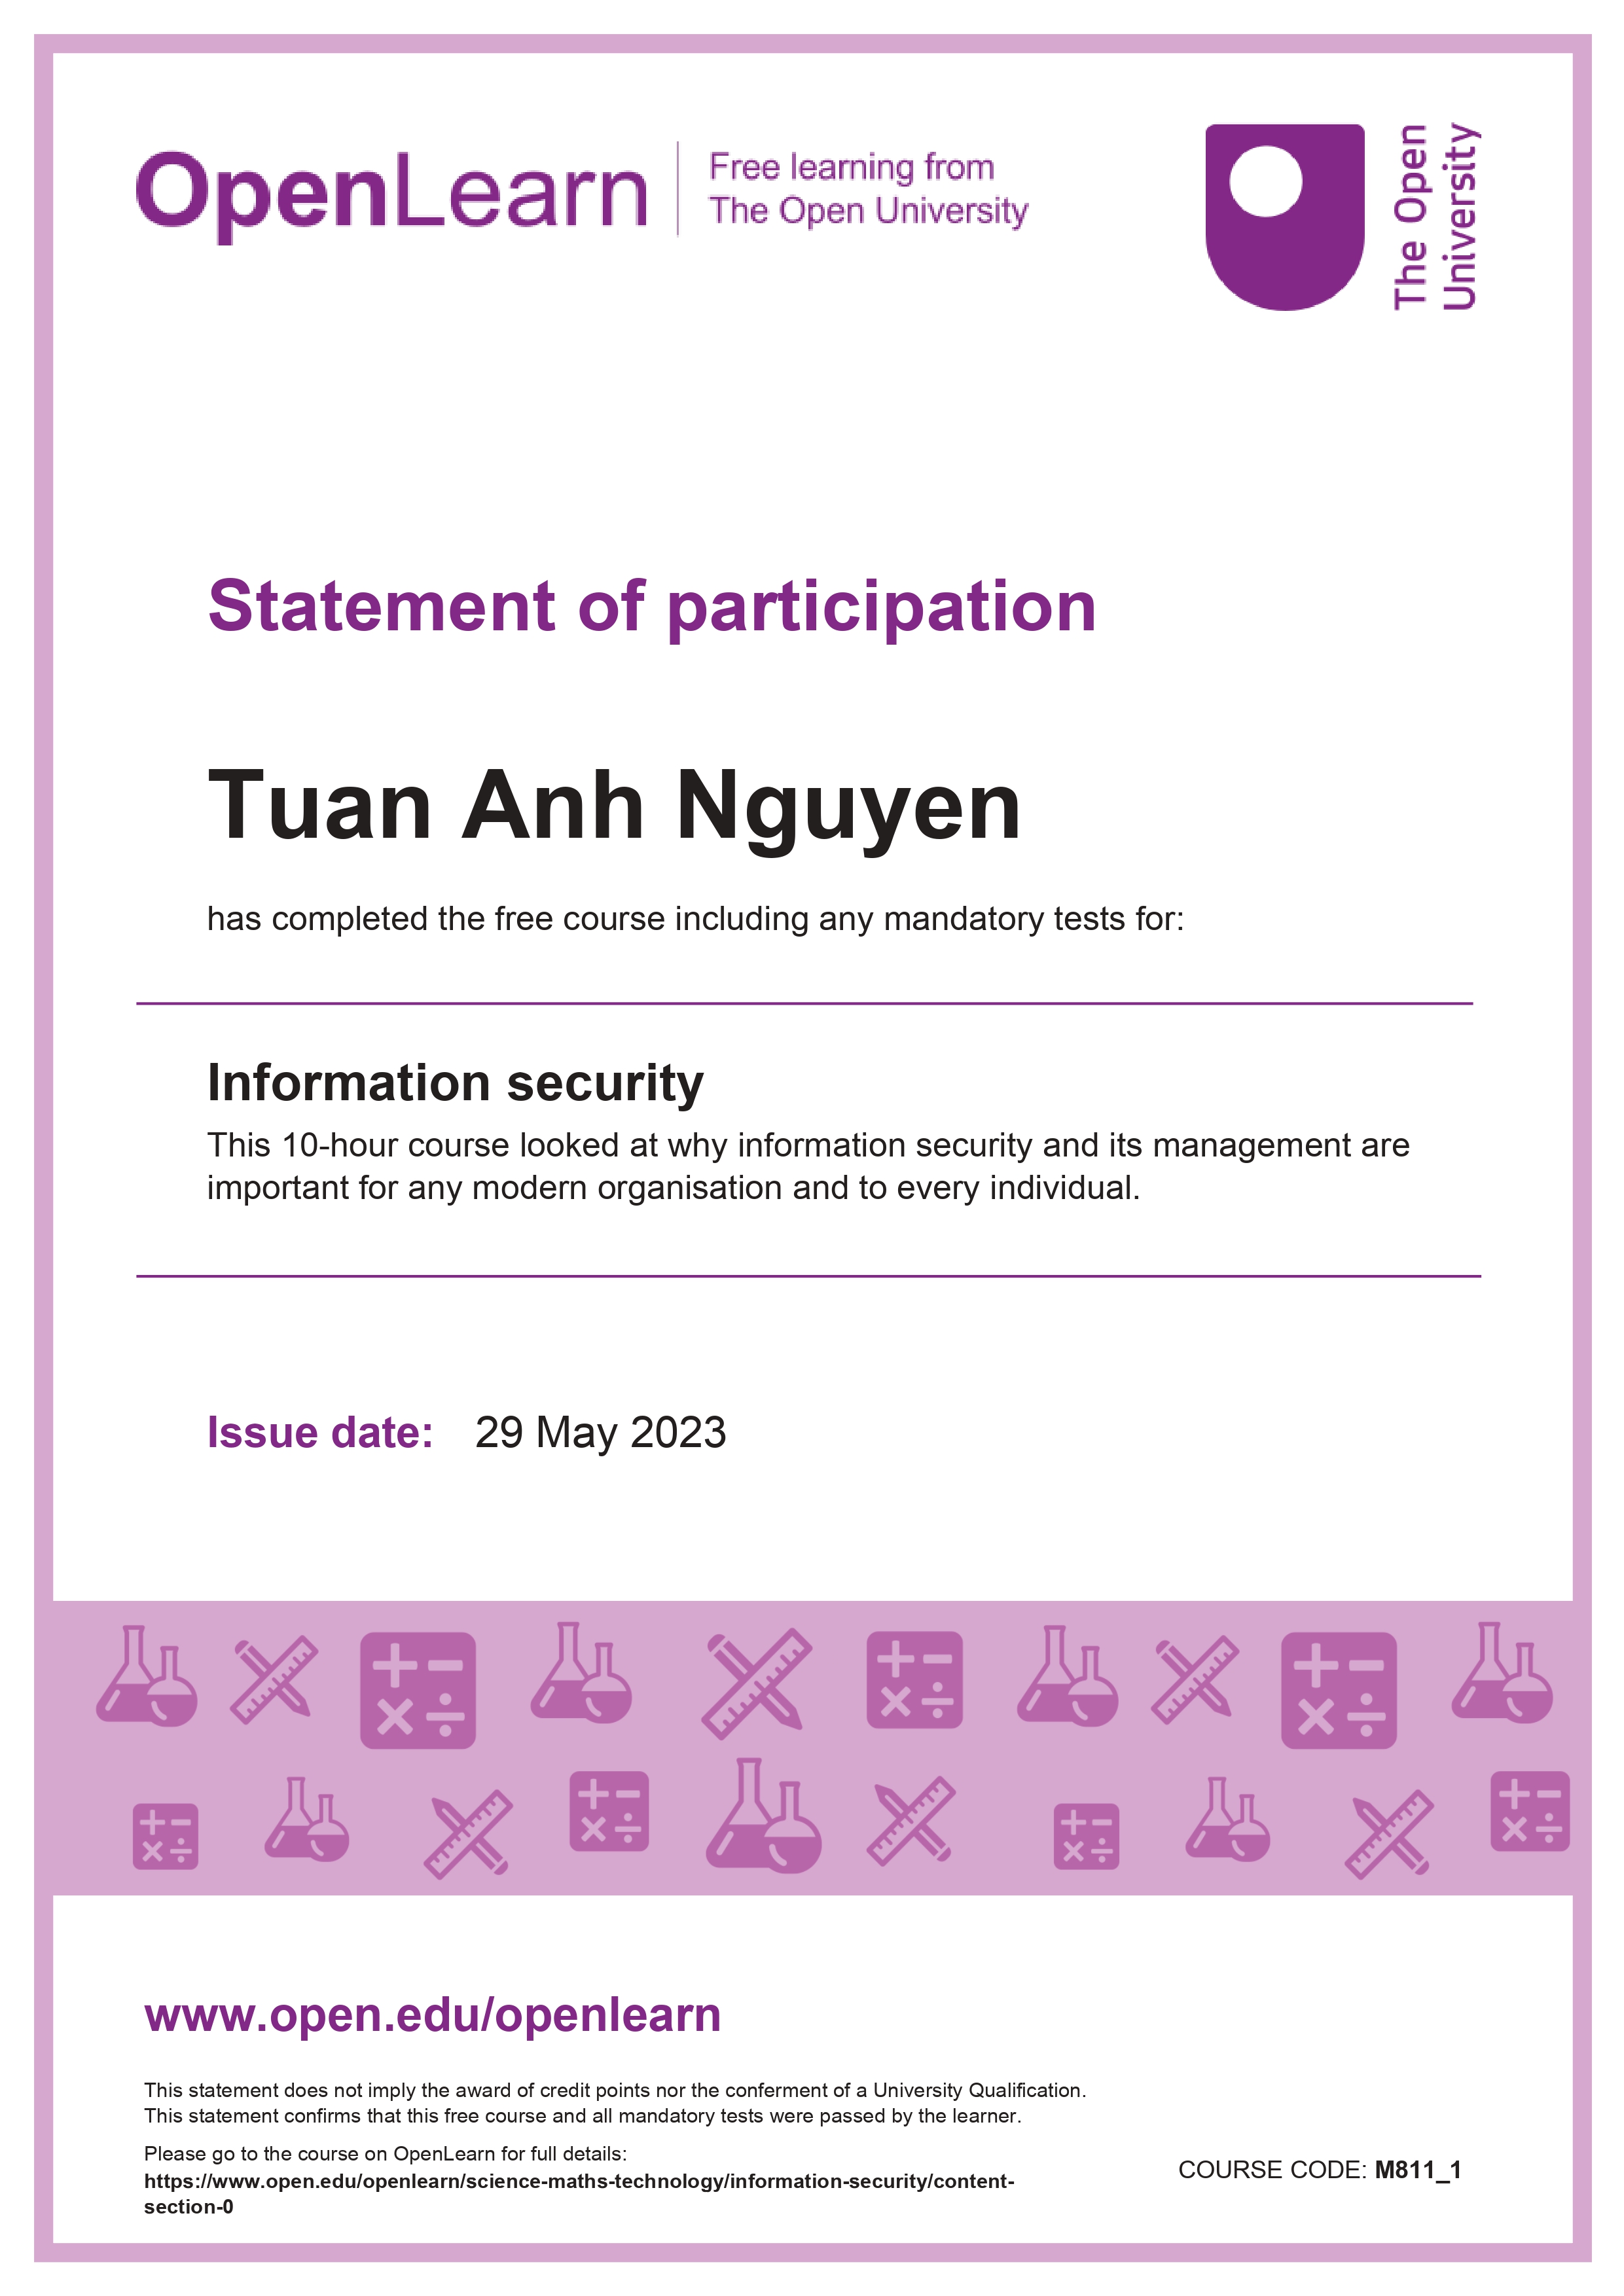 OpenLearn
Free learning from
The Open University
The Open
University
Statement of participation
Tuan Anh Nguyen
has completed the free course including any mandatory tests for:
Information security
This 10-hour course looked at why information security and its management are
important for any modern organisation and to every individual.
Issue date: 29 May 2023
www.open.edu/openlearn
This statement does not imply the award of credit points nor the conferment of a University Qualification.
This statement confirms that this free course and all mandatory tests were passed by the learner.
Please go to the course on OpenLearn for full details:
https://www.open.edu/openlearn/science-maths-technology/information-security/content-
section-0
COURSE CODE: M811_1